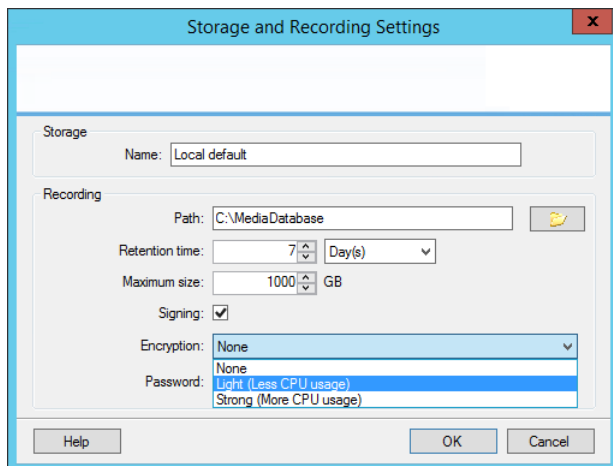 Storage and Recording Settings
x
Storage
Name: Local default
Recording
Path: C:\MediaDatabase
Retention time: 7 Day(s)
Maximum size: 1000 GB
Signing:
Encryption: None
None
Password: Light (Less CPU usage)
Strong (More CPU usage)
Help OK Cancel